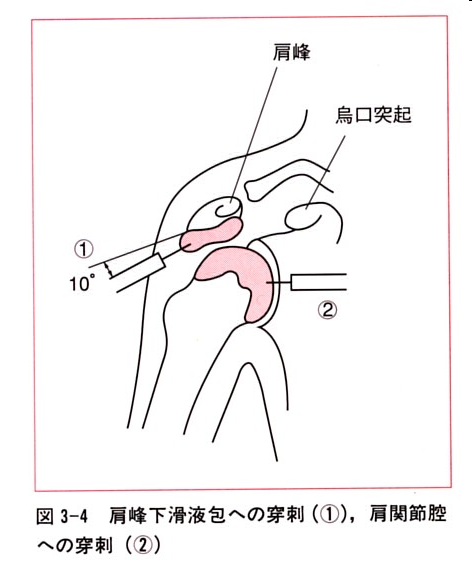 肩峰
烏口突起
①
10°
②
図 3-4 肩峰下滑液包への穿刺(①)，肩関節腔
への穿刺（②）